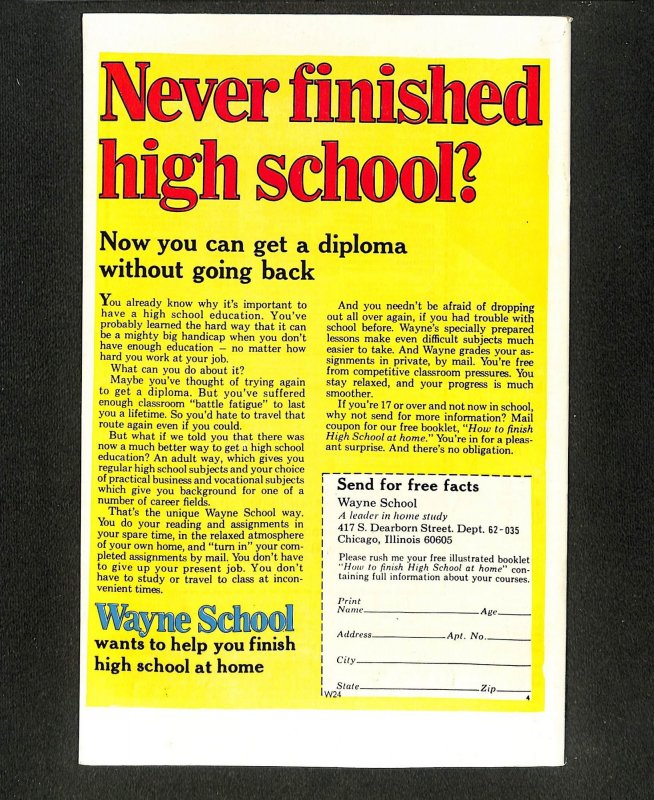 Never finished
high school?
Now you can get a diploma
without going back
You already know why it's important to
have a high school education. You've
probably learned the hard way that it can
be a mighty big handicap when you don't
have enough education – no matter how
hard you work at your job.
What can you do about it?
Maybe you've thought of trying again
to get a diploma. But you've suffered
enough classroom "battle fatigue" to last
you a lifetime. So you'd hate to travel that
route again even if you could.
But what if we told you that there was
now a much better way to get a high school
education? An adult way, which gives you
regular high school subjects and your choice
of practical business and vocational subjects
which give you background for one of a
number of career fields.
That's the unique Wayne School way.
You do your reading and assignments in
your spare time, in the relaxed atmosphere
of your own home, and "turn in" your com-
pleted assignments by mail. You don't have
to give up your present job. You don't
have to study or travel to class at incon-
venient times.
Wayne School
wants to help you finish
high school at home
And you needn't be afraid of dropping
out all over again, if you had trouble with
school before. Wayne's specially prepared
lessons make even difficult subjects much
easier to take. And Wayne grades your as-
signments in private, by mail. You're free
from competitive classroom pressures. You
stay relaxed, and your progress is much
smoother.
If you're 17 or over and not now in school,
why not send for more information? Mail
coupon for our free booklet, "How to finish
High School at home." You're in for a pleas-
ant surprise. And there's no obligation.
Send for free facts
Wayne School
A leader in home study
417 S. Dearborn Street. Dept. 62-035
Chicago, Illinois 60605
Please rush me your free illustrated booklet
"How to finish High School at home" con-
taining full information about your courses.
Print
Name Age
Address Apt. No.
City
State Zip
W24 4